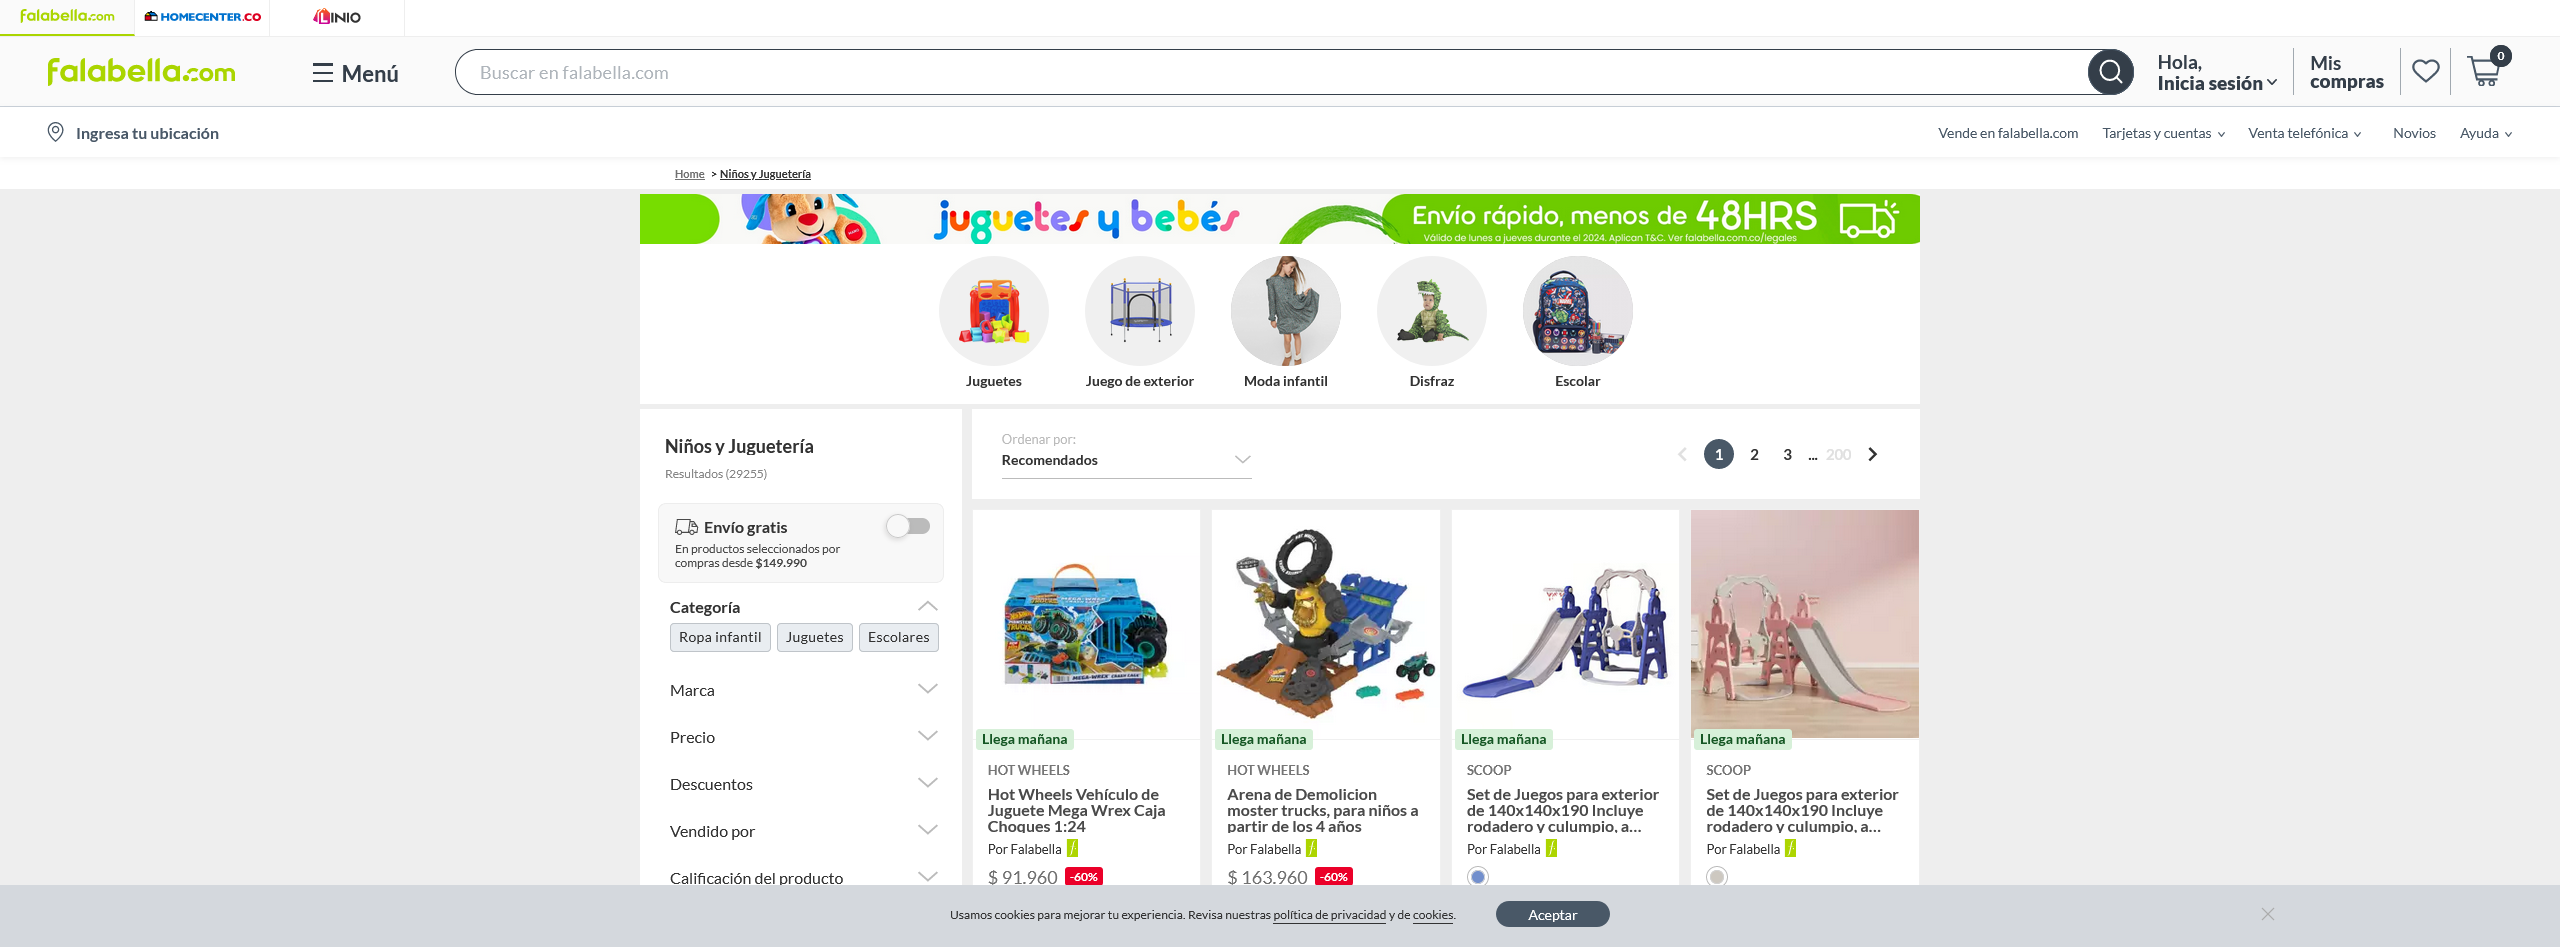 falabella.com
HOMECENTER.CO
LINIO
falabella.com
Menú
Buscar en falabella.com
Hola,
Inicia sesión
Mis
compras
0
Ingresa tu ubicación
Vende en falabella.com
Tarjetas y cuentas
Venta telefónica
Novios
Ayuda
Home > Niños y Juguetería
juguetes y bebés
Envío rápido, menos de 48HRS
Válido de lunes a jueves durante el 2024. Aplican T&C. Ver falabella.com.co/legales
Juguetes
Juego de exterior
Moda infantil
Disfraz
Escolar
Niños y Juguetería
Resultados (29255)
Envío gratis
En productos seleccionados por
compras desde $149.990
Categoría
Ropa infantil
Juguetes
Escolares
Marca
Precio
Descuentos
Vendido por
Calificación del producto
Ordenar por:
Recomendados
1 2 3 ... 200
Llega mañana
HOT WHEELS
Hot Wheels Vehículo de
Juguete Mega Wrex Caja
Choques 1:24
Por Falabella
$ 91.960 -60%
Llega mañana
HOT WHEELS
Arena de Demolicion
moster trucks, para niños a
partir de los 4 años
Por Falabella
$ 163.960 -60%
Llega mañana
SCOOP
Set de Juegos para exterior
de 140x140x190 Incluye
rodadero y culumpio, a...
Por Falabella
Llega mañana
SCOOP
Set de Juegos para exterior
de 140x140x190 Incluye
rodadero y culumpio, a...
Por Falabella
Usamos cookies para mejorar tu experiencia. Revisa nuestras política de privacidad y de cookies.
Aceptar